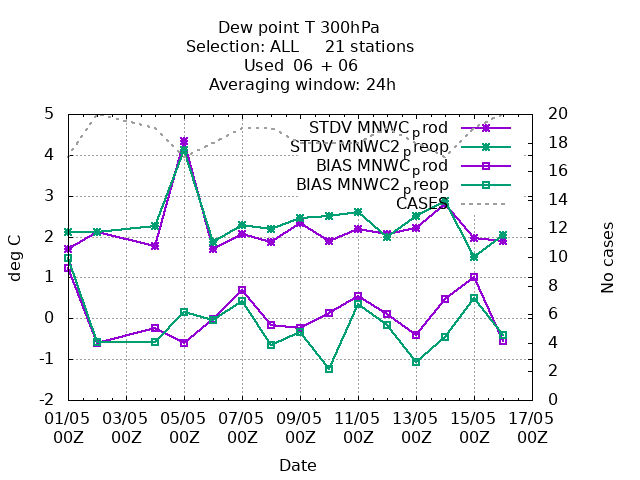 Dew point T 300hPa
Selection: ALL 21 stations
Used 06 + 06
Averaging window: 24h
5 20
4 18
3 16
2 14
1 12
0 10
-1 8
-2 6
4
2
0
deg C
No cases
STDV MNWC_prod
STDV MNWC2_preop
BIAS MNWC_prod
BIAS MNWC2_preop
CASES
01/05 03/05 05/05 07/05 09/05 11/05 13/05 15/05 17/05
00Z 00Z 00Z 00Z 00Z 00Z 00Z 00Z 00Z
Date